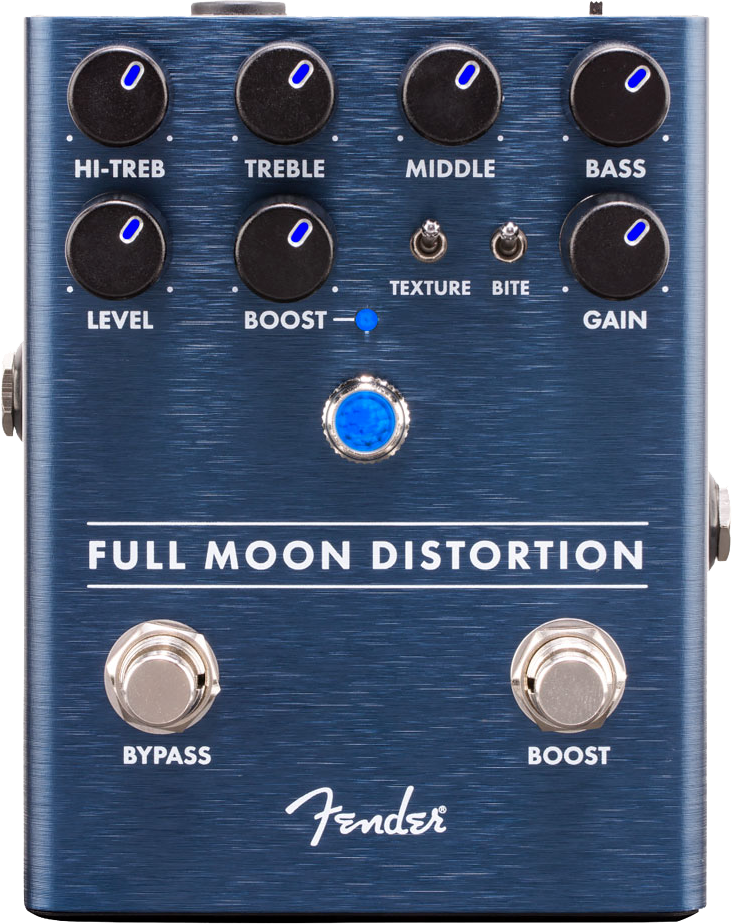 HI-TREB TREBLE MIDDLE BASS
LEVEL BOOST TEXTURE BITE GAIN
FULL MOON DISTORTION
BYPASS BOOST
Fender®